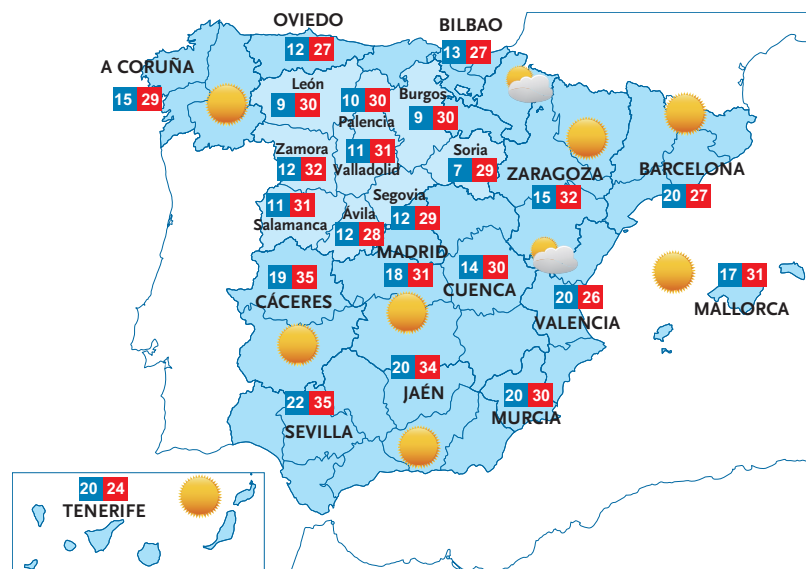 OVIEDO
12 27
BILBAO
13 27
A CORUÑA
15 29
León
9 30
10 30
Palencia
Burgos
9 30
Zamora
12 32
11 31
Valladolid
Soria
7 29
ZARAGOZA
15 32
BARCELONA
20 27
11 31
Salamanca
Segovia
12 29
Ávila
12 28
MADRID
18 31
14 30
CUENCA
19 35
CÁCERES
20 26
VALENCIA
17 31
MALLORCA
20 34
JAÉN
20 30
MURCIA
22 35
SEVILLA
20 24
TENERIFE